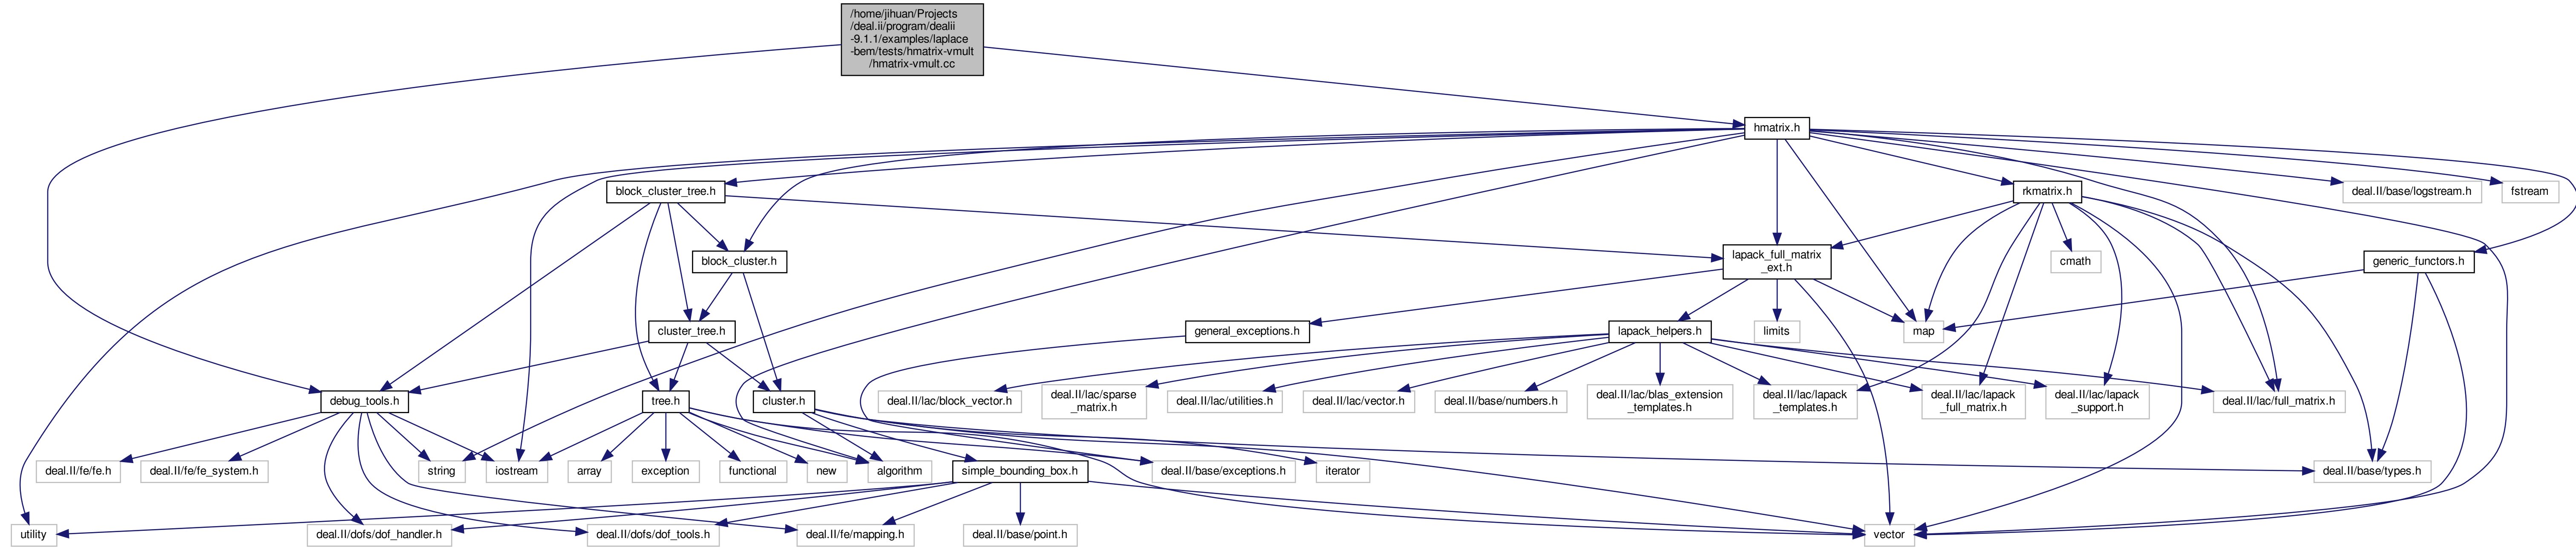 /home/jihuan/Projects
/deal.ii/program/dealii
-9.1.1/examples/laplace
-bem/tests/hmatrix-vmult
/hmatrix-vmult.cc
hmatrix.h
block_cluster_tree.h
rkmatrix.h
deal.II/base/logstream.h
fstream
block_cluster.h
lapack_full_matrix
_ext.h
cmath
generic_functors.h
cluster_tree.h
general_exceptions.h
lapack_helpers.h
limits
map
debug_tools.h
tree.h
cluster.h
deal.II/lac/block_vector.h
deal.II/lac/sparse
_matrix.h
deal.II/lac/utilities.h
deal.II/lac/vector.h
deal.II/base/numbers.h
deal.II/lac/blas_extension
_templates.h
deal.II/lac/lapack
_templates.h
deal.II/lac/lapack
_full_matrix.h
deal.II/lac/lapack
_support.h
deal.II/lac/full_matrix.h
deal.II/fe/fe.h
deal.II/fe/fe_system.h
string
iostream
array
exception
functional
new
algorithm
simple_bounding_box.h
deal.II/base/exceptions.h
iterator
deal.II/base/types.h
utility
deal.II/dofs/dof_handler.h
deal.II/dofs/dof_tools.h
deal.II/fe/mapping.h
deal.II/base/point.h
vector